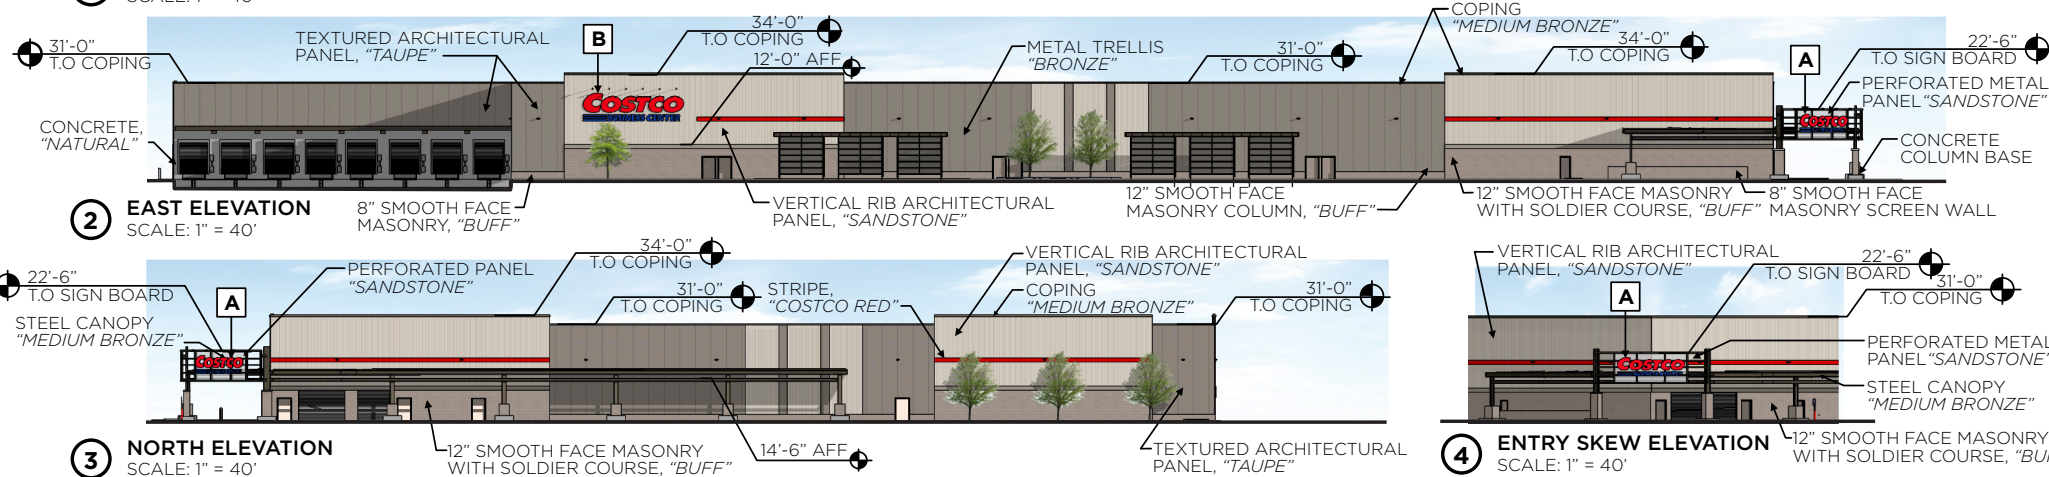 SCALE: 1" = 40'
31'-0"
T.O COPING
TEXTURED ARCHITECTURAL
PANEL, "TAUPE"
B
34'-0"
T.O COPING
12'-0" AFF
METAL TRELLIS
"BRONZE"
31'-0"
T.O COPING
COPING
"MEDIUM BRONZE"
34'-0"
T.O COPING
A
22'-6"
T.O SIGN BOARD
PERFORATED METAL
PANEL "SANDSTONE"
CONCRETE,
"NATURAL"
COSTCO
BUSINESS CENTER
COSTCO
CONCRETE
COLUMN BASE
2
EAST ELEVATION
SCALE: 1" = 40'
8" SMOOTH FACE
MASONRY, "BUFF"
VERTICAL RIB ARCHITECTURAL
PANEL, "SANDSTONE"
12" SMOOTH FACE
MASONRY COLUMN, "BUFF"
12" SMOOTH FACE MASONRY
WITH SOLDIER COURSE, "BUFF"
8" SMOOTH FACE
MASONRY SCREEN WALL
22'-6"
T.O SIGN BOARD
A
PERFORATED PANEL
"SANDSTONE"
34'-0"
T.O COPING
31'-0"
T.O COPING
STRIPE,
"COSTCO RED"
VERTICAL RIB ARCHITECTURAL
PANEL, "SANDSTONE"
COPING
"MEDIUM BRONZE"
31'-0"
T.O COPING
STEEL CANOPY
"MEDIUM BRONZE"
COSTCO
3
NORTH ELEVATION
SCALE: 1" = 40'
12" SMOOTH FACE MASONRY
WITH SOLDIER COURSE, "BUFF"
14'-6" AFF
TEXTURED ARCHITECTURAL
PANEL, "TAUPE"
VERTICAL RIB ARCHITECTURAL
PANEL, "SANDSTONE"
A
22'-6"
T.O SIGN BOARD
31'-0"
T.O COPING
COSTCO
PERFORATED METAL
PANEL "SANDSTONE"
STEEL CANOPY
"MEDIUM BRONZE"
4
ENTRY SKEW ELEVATION
SCALE: 1" = 40'
12" SMOOTH FACE MASONRY
WITH SOLDIER COURSE,